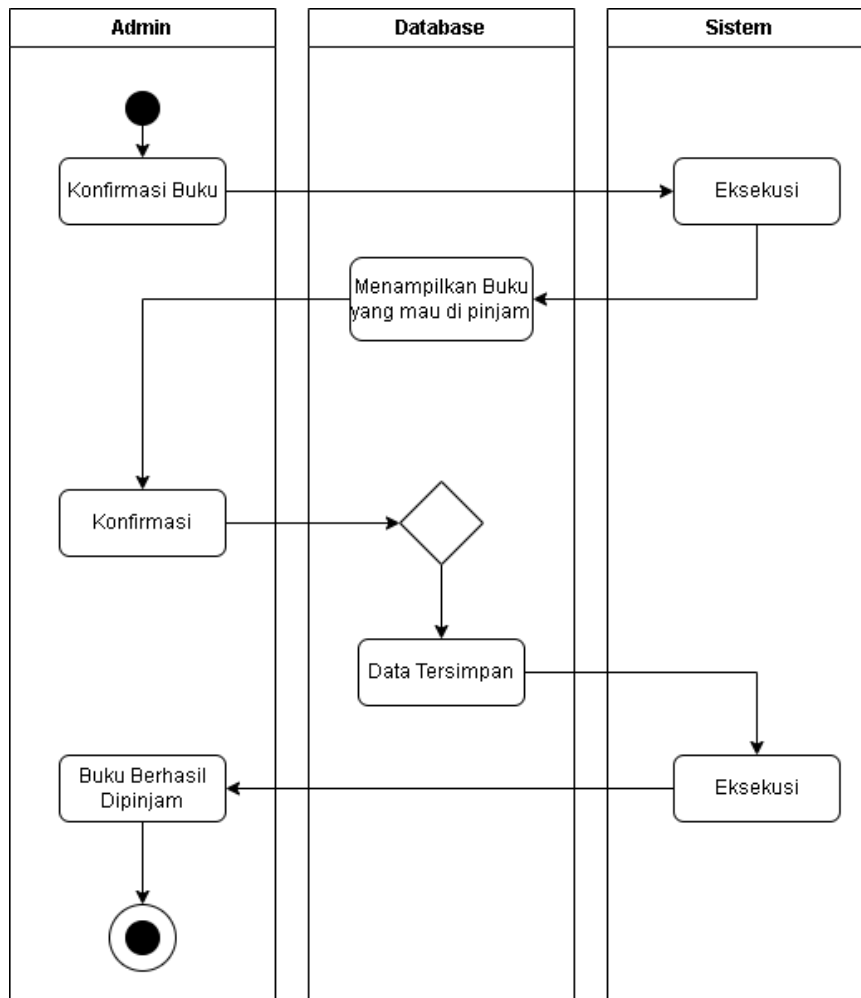 Admin
Database
Sistem
Konfirmasi Buku
Eksekusi
Menampilkan Buku
yang mau di pinjam
Konfirmasi
Data Tersimpan
Buku Berhasil
Dipinjam
Eksekusi